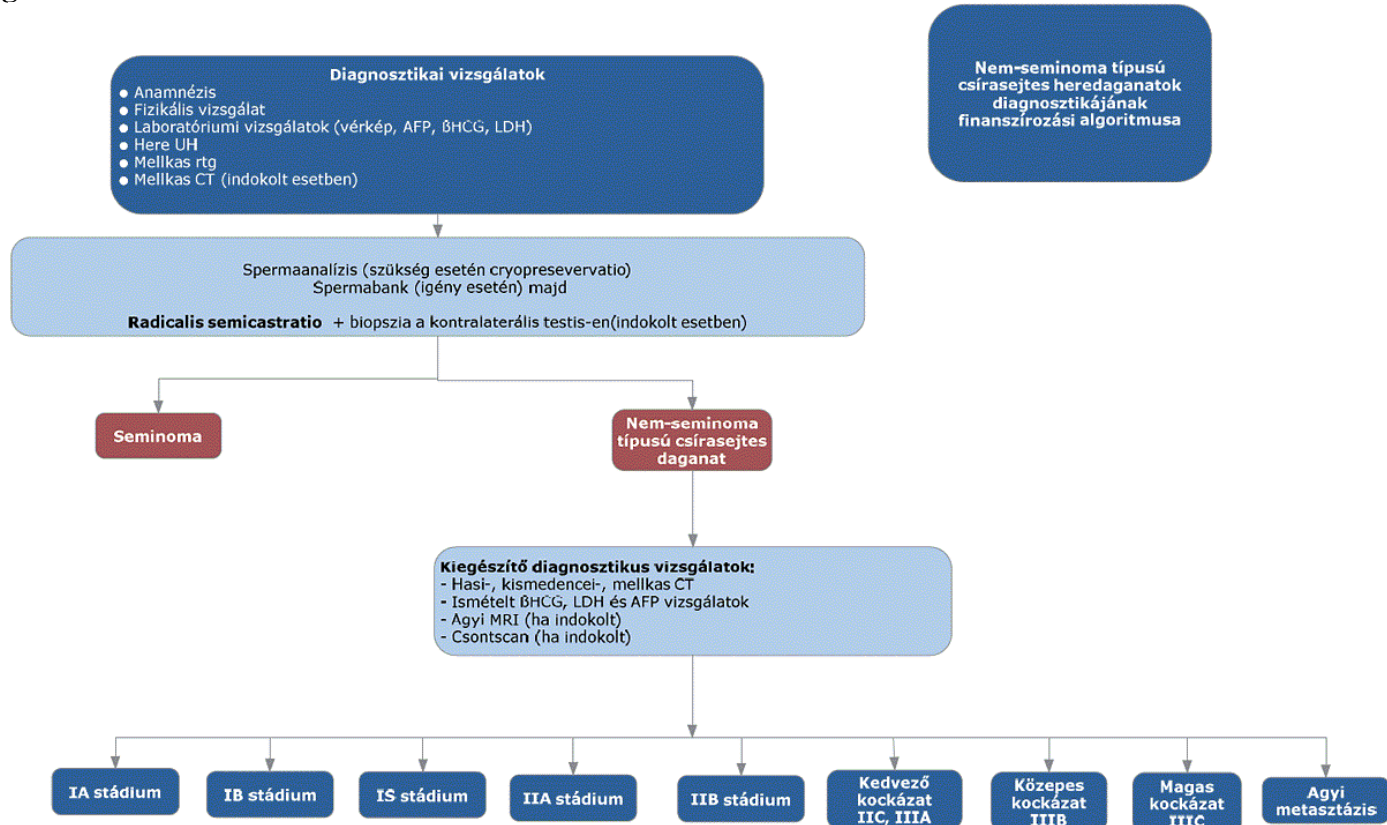 Diagnosztikai vizsgálatok
● Anamnézis
● Fizikális vizsgálat
● Laboratóriumi vizsgálatok (vérkép, AFP, ßHCG, LDH)
● Here UH
● Mellkas rtg
● Mellkas CT (indokolt esetben)
Nem-seminoma típusú
csírasejtes heredaganatok
diagnosztikájának
finanszírozási algoritmusa
Spermaanalízis (szükség esetén cryopresevervatio)
Spermabank (igény esetén) majd
Radicalis semicastratio + biopszia a kontralaterális testis-en(indokolt esetben)
Seminoma
Nem-seminoma
típusú csírasejtes
daganat
Kiegészítő diagnosztikus vizsgálatok:
- Hasi-, kismedencei-, mellkas CT
- Ismételt ßHCG, LDH és AFP vizsgálatok
- Agyi MRI (ha indokolt)
- Csontscan (ha indokolt)
IA stádium
IB stádium
IS stádium
IIA stádium
IIB stádium
Kedvező
kockázat
IIC, IIIA
Közepes
kockázat
IIIB
Magas
kockázat
IIIC
Agyi
metasztázis